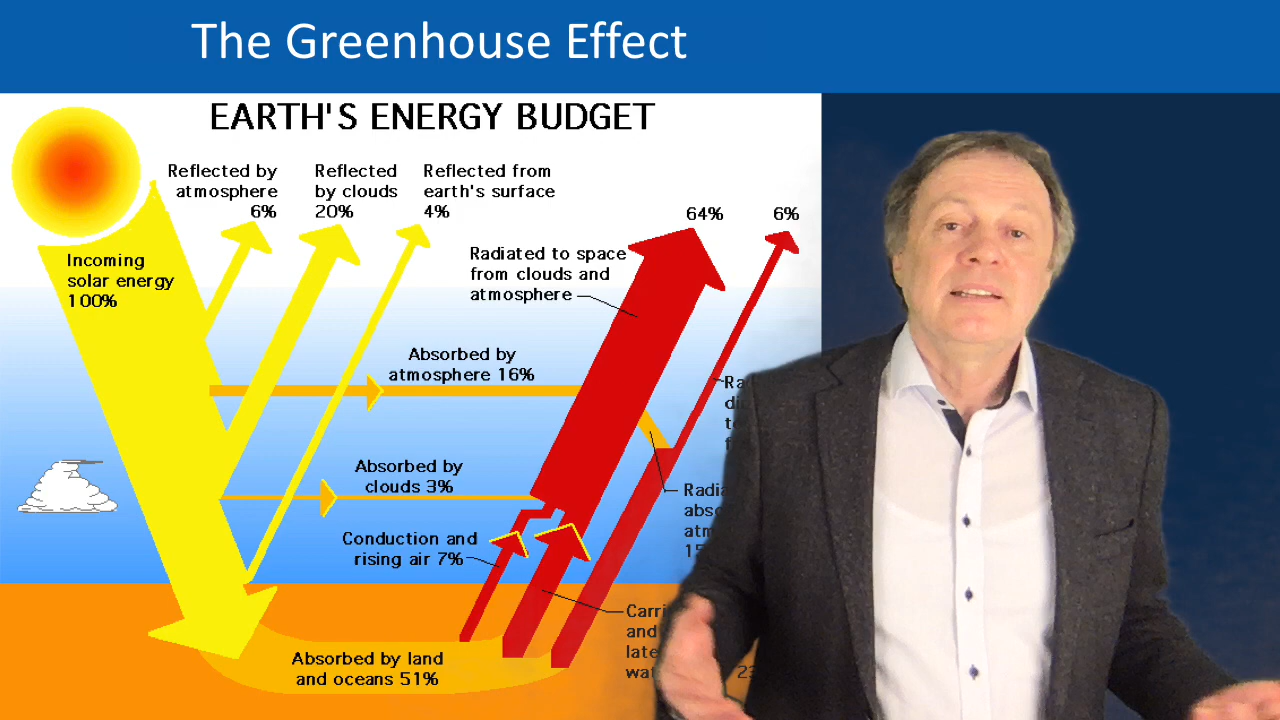 The Greenhouse Effect
EARTH'S ENERGY BUDGET
Reflected by
atmosphere
6%
Reflected
by clouds
20%
Reflected from
earth's surface
4%
64%
6%
Incoming
solar energy
100%
Radiated to space
from clouds and
atmosphere
Absorbed by
atmosphere 16%
Absorbed by
clouds 3%
Conduction and
rising air 7%
and
Absorbed by land
and oceans 51%